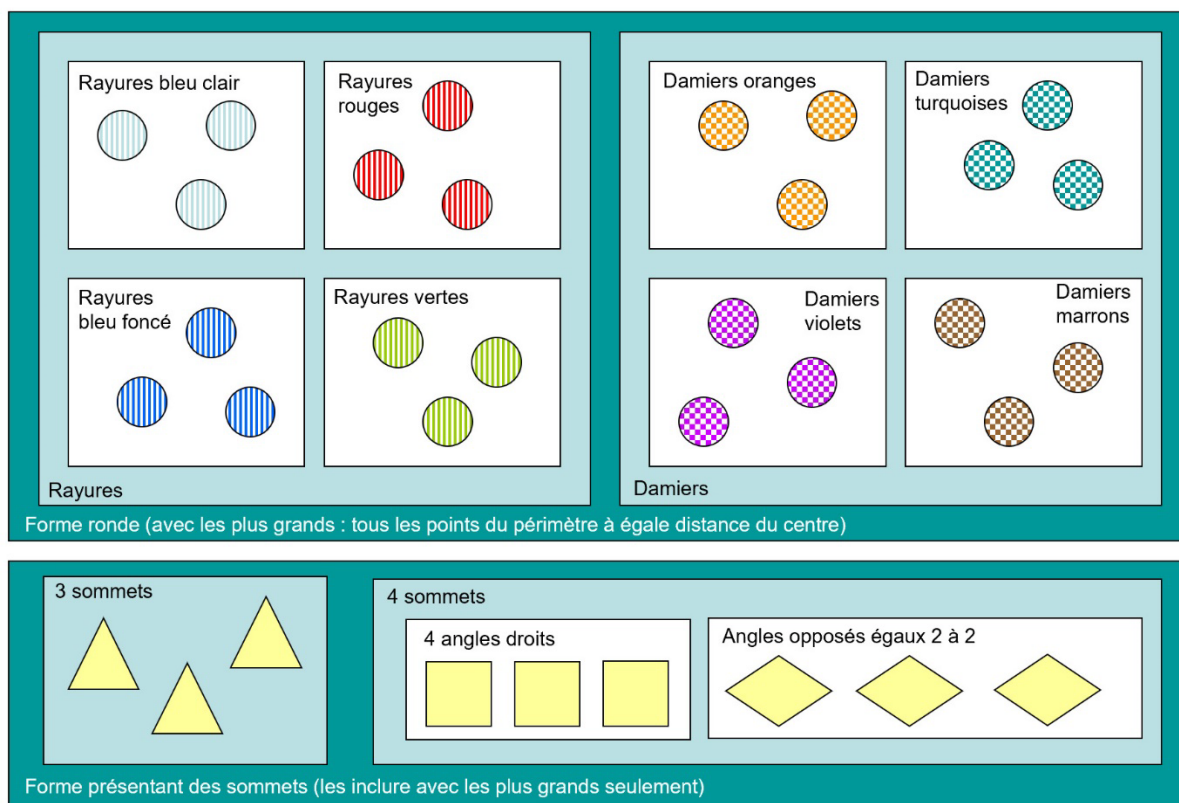 Rayures bleu clair
Rayures
rouges
Rayures
bleu foncé
Rayures vertes
Rayures
Damiers oranges
Damiers
turquoises
Damiers
violets
Damiers
marrons
Damiers
Forme ronde (avec les plus grands : tous les points du périmètre à égale distance du centre)
3 sommets
4 sommets
4 angles droits
Angles opposés égaux 2 à 2
Forme présentant des sommets (les inclure avec les plus grands seulement)